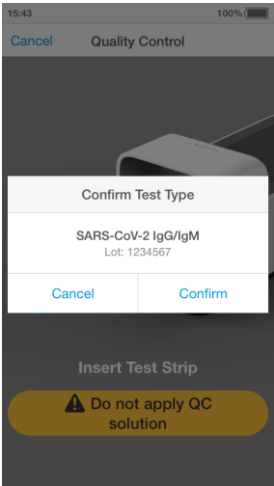 15:43 100%
Cancel Quality Control
Confirm Test Type
SARS-CoV-2 IgG/IgM
Lot: 1234567
Cancel Confirm
Insert Test Strip
Do not apply QC
solution